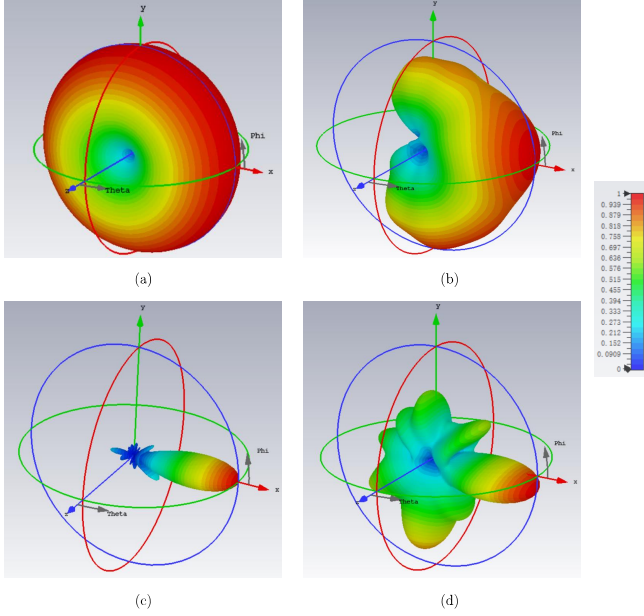 y
Phi
x
z
Theta
(a)
y
Phi
x
z
Theta
(b)
1
0.939
0.879
0.818
0.758
0.697
0.636
0.576
0.515
0.455
0.394
0.333
0.273
0.212
0.152
0.0909
0
y
Phi
x
z
Theta
(c)
y
Phi
x
z
Theta
(d)